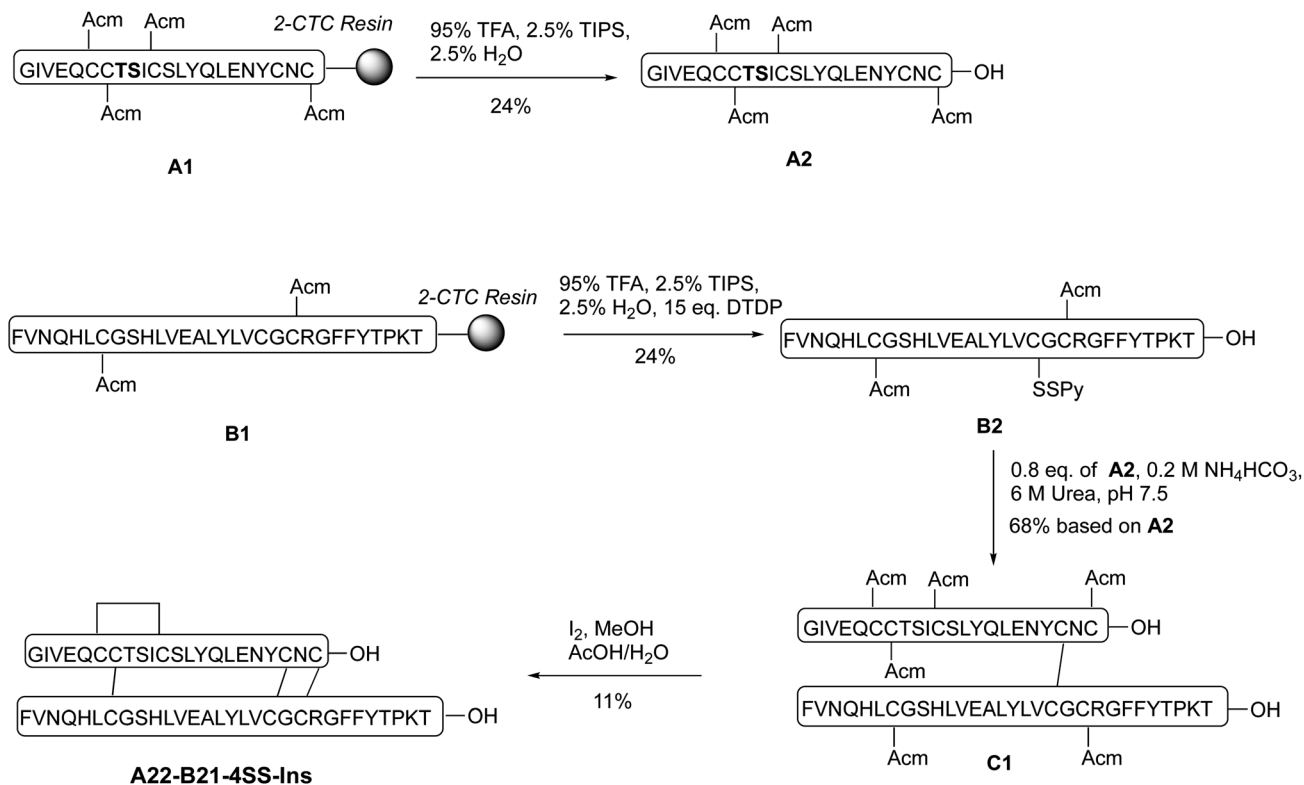 Acm Acm 2-CTC Resin
GIVEQCCTSICSLYQLENYCNC
Acm Acm
A1
95% TFA, 2.5% TIPS,
2.5% H₂O
24%
Acm Acm
GIVEQCCTSICSLYQLENYCNC OH
Acm Acm
A2
Acm 2-CTC Resin
FVNQHLCGSHLVEALYLVCGCRGFFYTPKT
Acm
B1
95% TFA, 2.5% TIPS,
2.5% H₂O, 15 eq. DTDP
24%
Acm
FVNQHLCGSHLVEALYLVCGCRGFFYTPKT OH
Acm SSPy
B2
0.8 eq. of A2, 0.2 M NH₄HCO₃,
6 M Urea, pH 7.5
68% based on A2
Acm Acm Acm
GIVEQCCTSICSLYQLENYCNC OH
Acm
FVNQHLCGSHLVEALYLVCGCRGFFYTPKT OH
Acm Acm
C1
I₂, MeOH
AcOH/H₂O
11%
GIVEQCCTSICSLYQLENYCNC OH
FVNQHLCGSHLVEALYLVCGCRGFFYTPKT OH
A22-B21-4SS-Ins